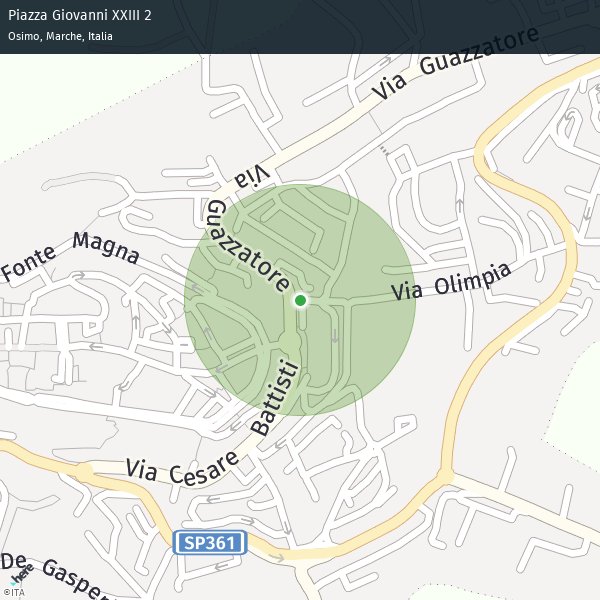 Piazza Giovanni XXIII 2
Osimo, Marche, Italia
Via Guazzatore
Via
Guazzatore
Fonte Magna
Via Olimpia
Via Cesare
Battisti
SP361
De Gasper
here
©ITA